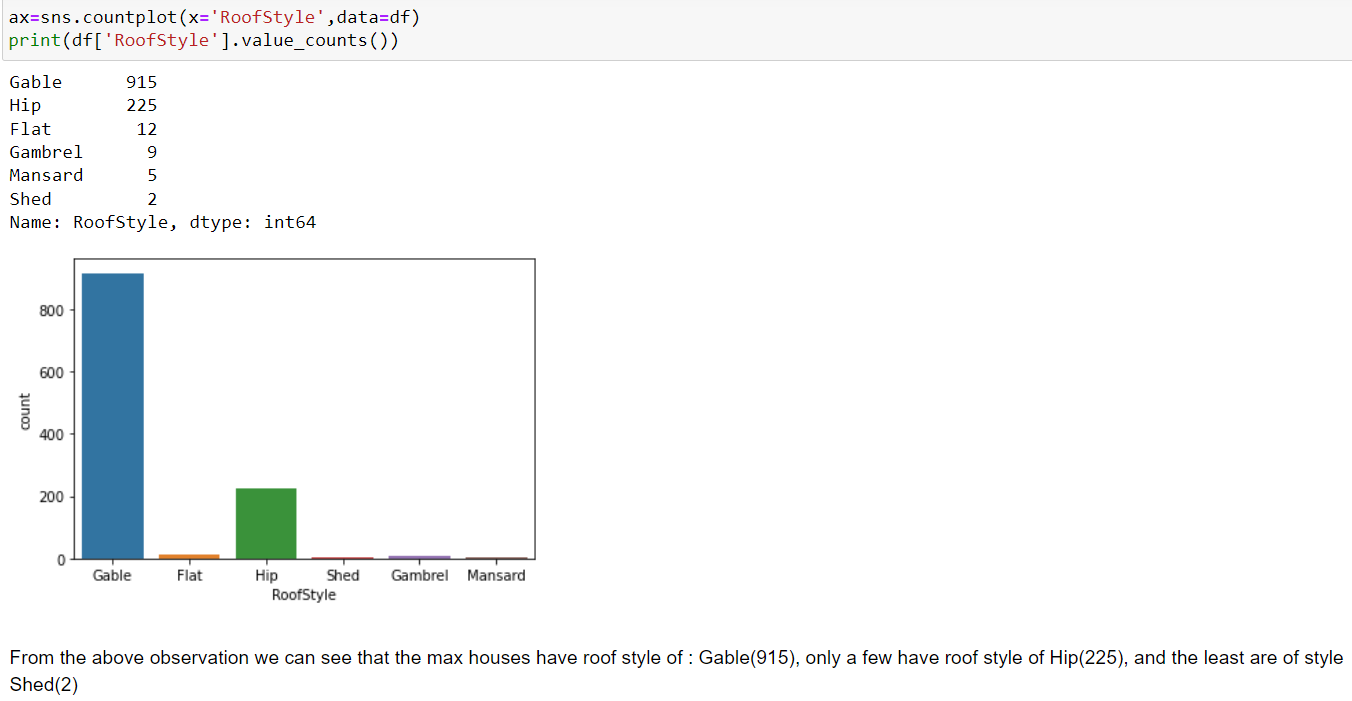 ax=sns.countplot(x='RoofStyle',data=df)
print(df['RoofStyle'].value_counts())
Gable 915
Hip 225
Flat 12
Gambrel 9
Mansard 5
Shed 2
Name: RoofStyle, dtype: int64
800
600
400
200
0
count
Gable Flat Hip Shed Gambrel Mansard
RoofStyle
From the above observation we can see that the max houses have roof style of : Gable(915), only a few have roof style of Hip(225), and the least are of style
Shed(2)